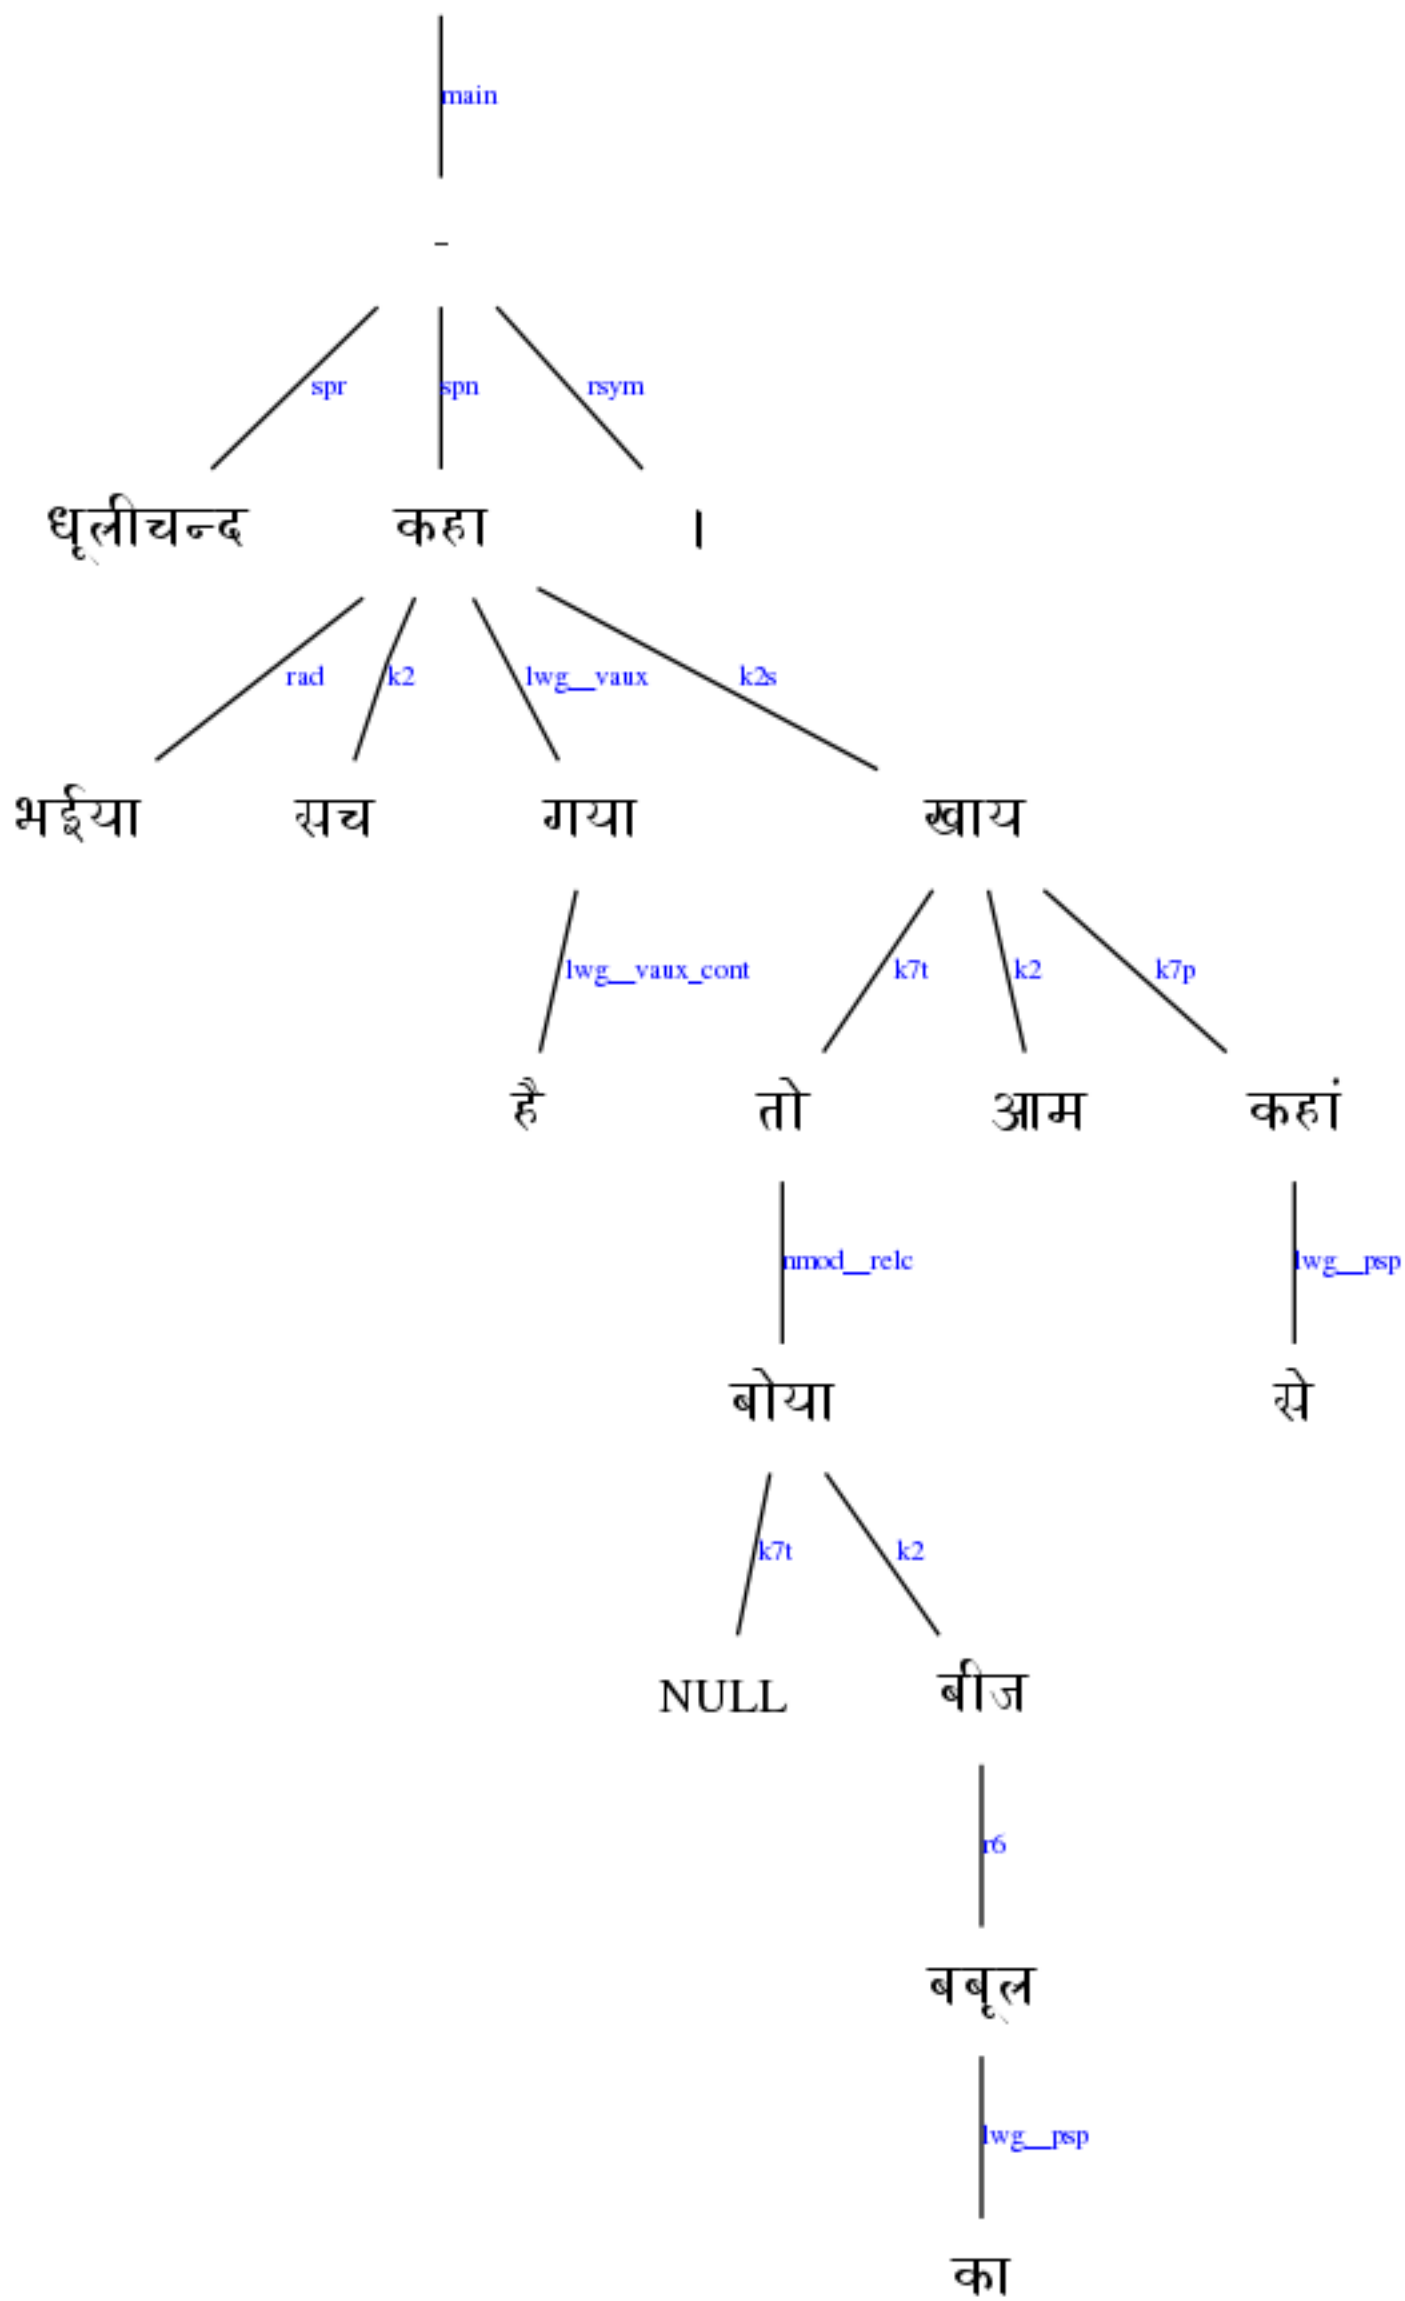 main
-
spr spn rsym
धूलीचन्द कहा ।
rad k2 lwg__vaux k2s
भईया सच गया खाय
lwg__vaux_cont k7t k2 k7p
है तो आम कहां
nmod__relc lwg__psp
बोया से
k7t k2
NULL बीज
r6
बबूल
lwg__psp
का